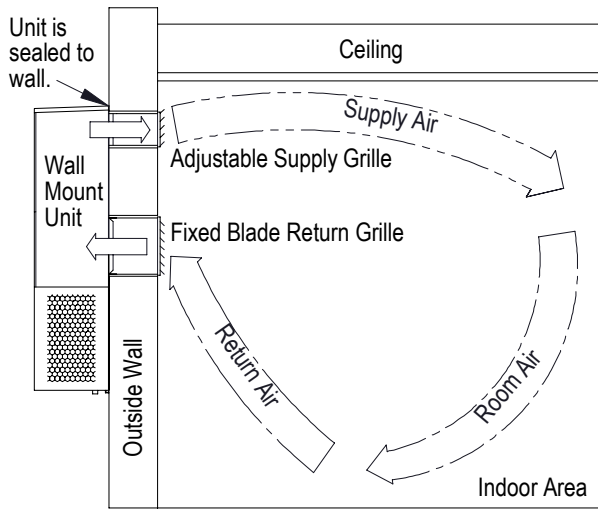 Unit is
sealed to
wall.
Ceiling
Supply Air
Adjustable Supply Grille
Wall
Mount
Unit
Fixed Blade Return Grille
Return Air
Room Air
Outside Wall
Indoor Area